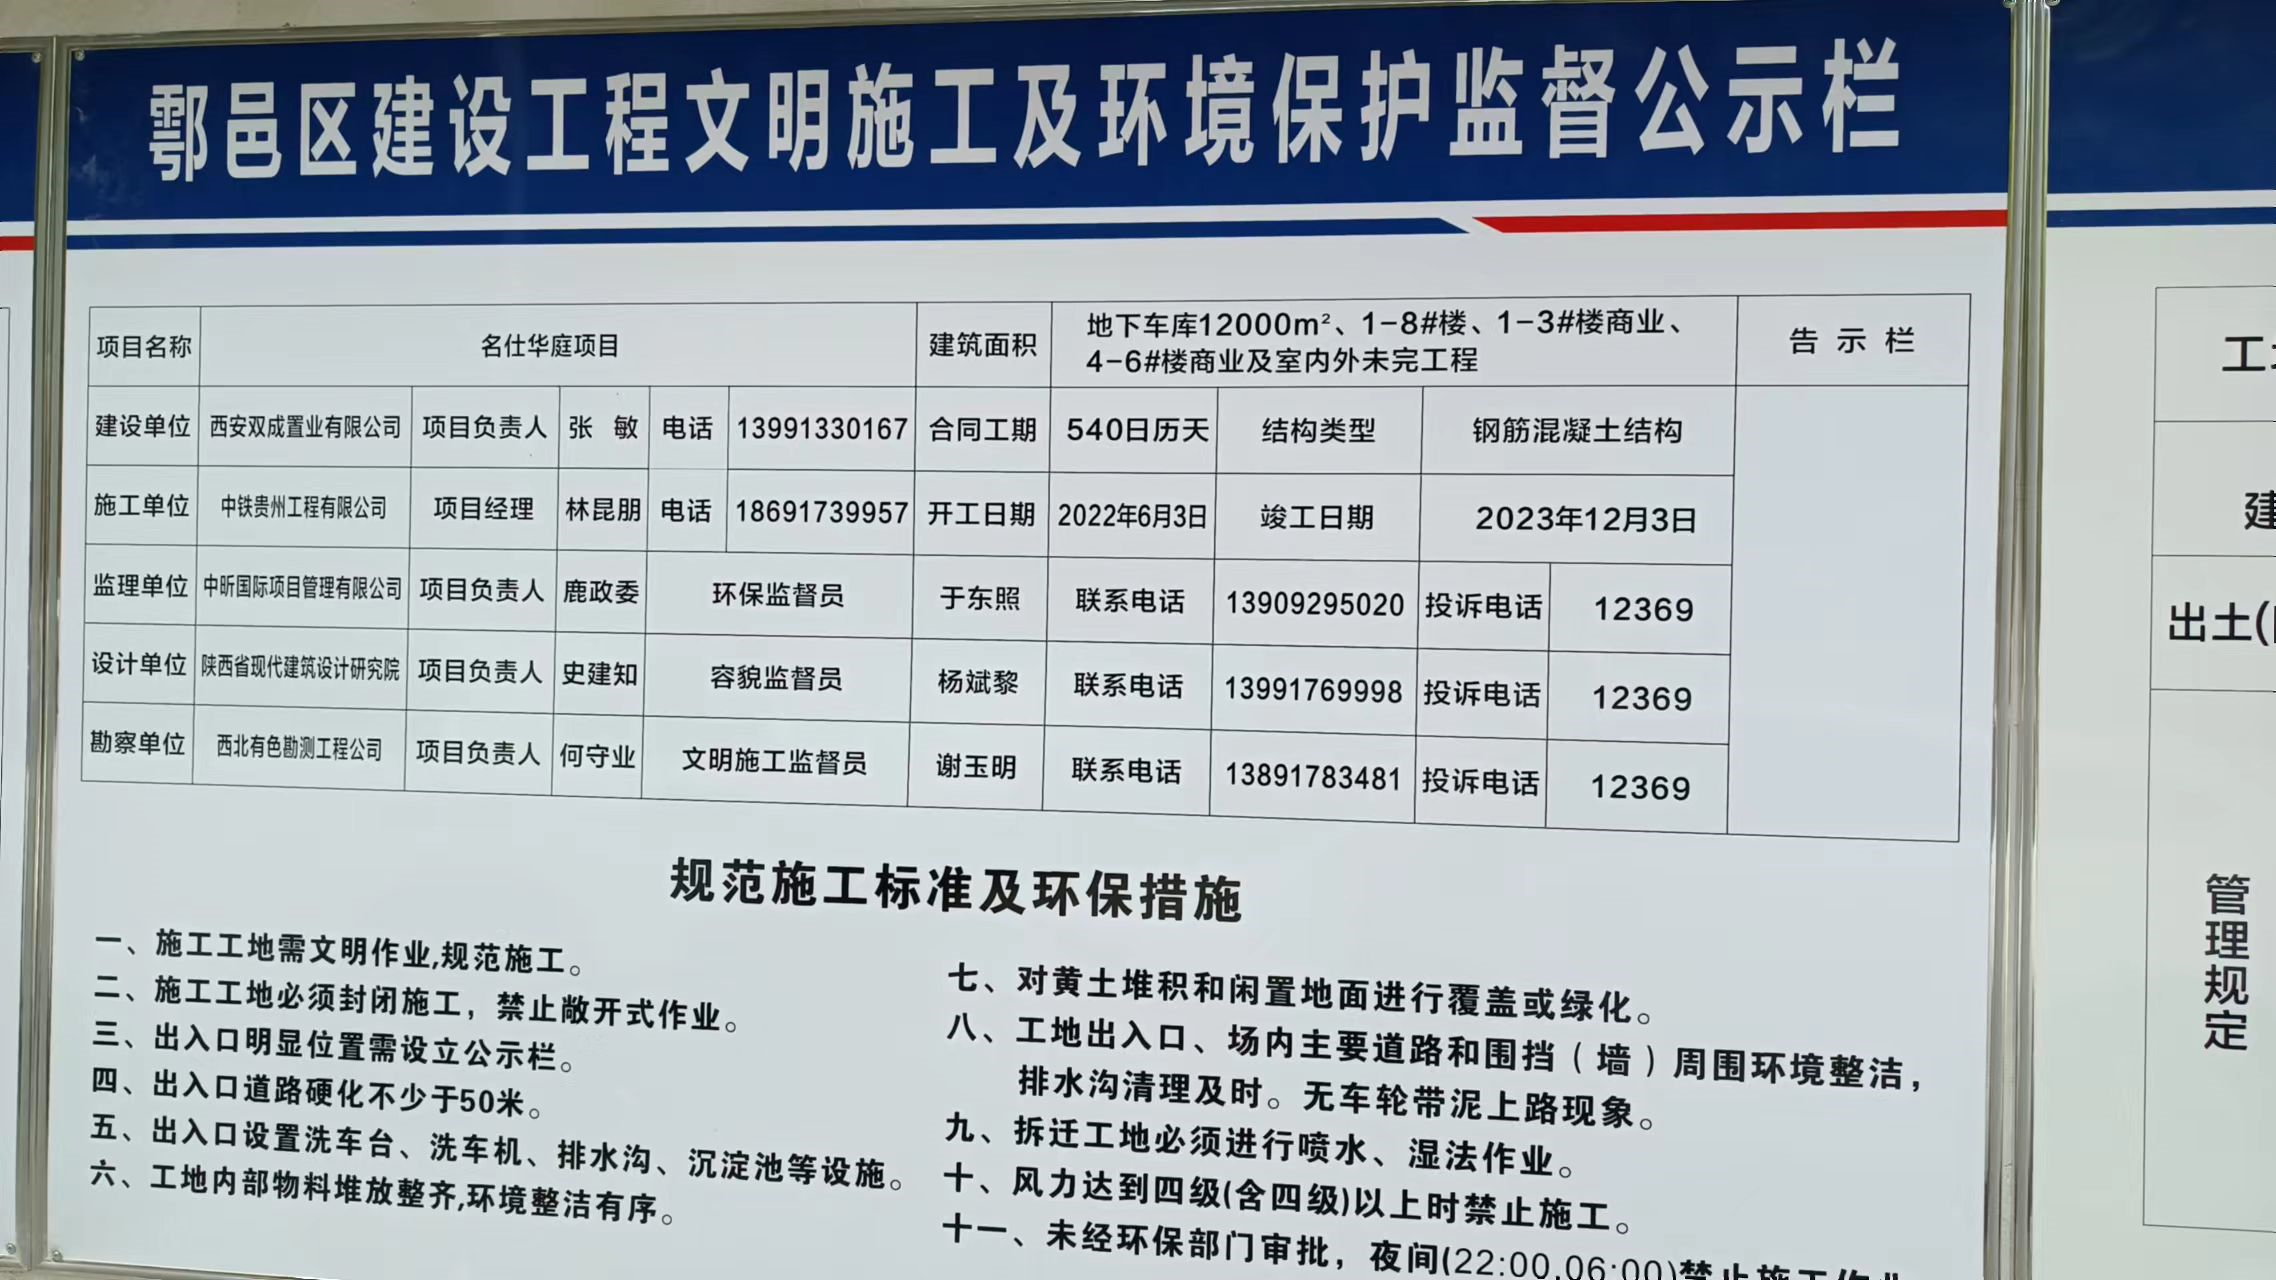 鄠邑区建设工程文明施工及环境保护监督公示栏
项目名称 名仕华庭项目 建筑面积 地下车库12000m²、1-8#楼、1-3#楼商业、
4-6#楼商业及室内外未完工程 告示栏
建设单位 西安双成置业有限公司 项目负责人 张敏 电话 13991330167 合同工期 540日历天 结构类型 钢筋混凝土结构
施工单位 中铁贵州工程有限公司 项目经理 林昆朋 电话 18691739957 开工日期 2022年6月3日 竣工日期 2023年12月3日
监理单位 中昕国际项目管理有限公司 项目负责人 鹿政委 环保监督员 于东照 联系电话 13909295020 投诉电话 12369
设计单位 陕西省现代建筑设计研究院 项目负责人 史建知 容貌监督员 杨斌黎 联系电话 13991769998 投诉电话 12369
勘察单位 西北有色勘测工程公司 项目负责人 何守业 文明施工监督员 谢玉明 联系电话 13891783481 投诉电话 12369
规范施工标准及环保措施
一、施工工地需文明作业,规范施工。
二、施工工地必须封闭施工，禁止敞开式作业。
三、出入口明显位置需设立公示栏。
四、出入口道路硬化不少于50米。
五、出入口设置洗车台、洗车机、排水沟、沉淀池等设施。
六、工地内部物料堆放整齐,环境整洁有序。
七、对黄土堆积和闲置地面进行覆盖或绿化。
八、工地出入口、场内主要道路和围挡（墙）周围环境整洁，
排水沟清理及时。无车轮带泥上路现象。
九、拆迁工地必须进行喷水、湿法作业。
十、风力达到四级(含四级)以上时禁止施工。
十一、未经环保部门审批，夜间(22:00,06:00)禁止施工作业
工
建
出土(
管理规定